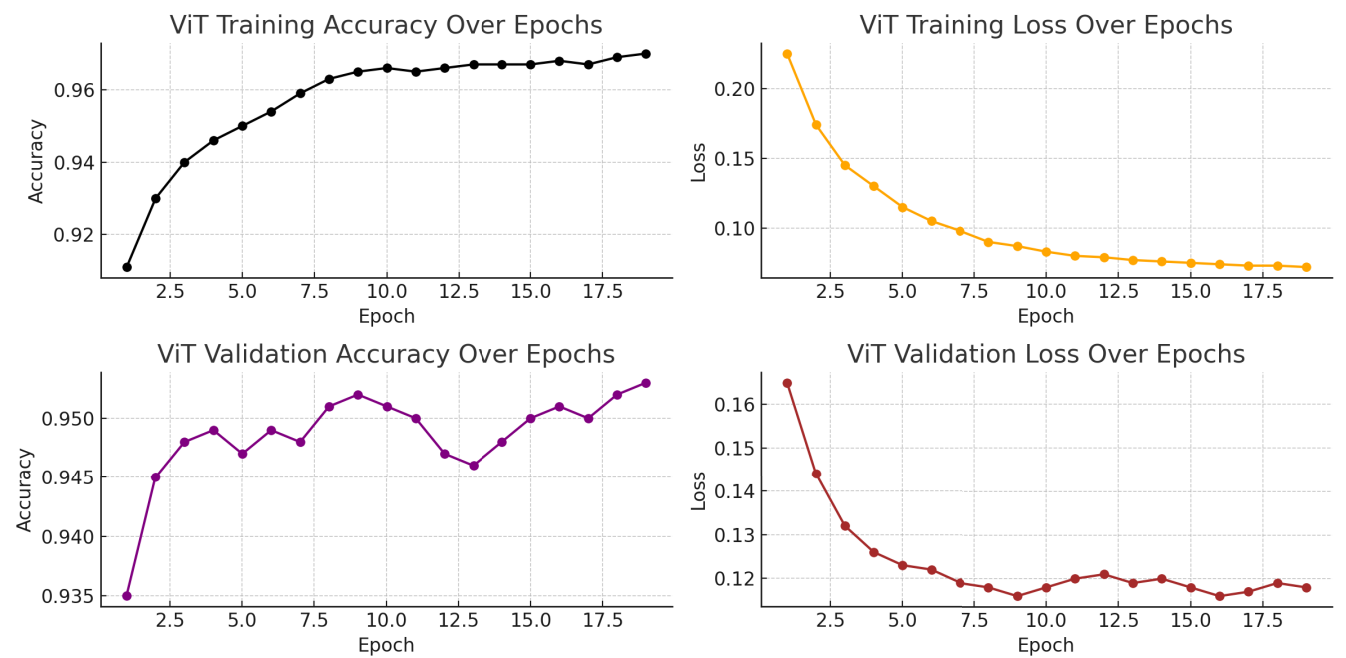 ViT Training Accuracy Over Epochs
Accuracy
0.96
0.94
0.92
2.5 5.0 7.5 10.0 12.5 15.0 17.5
Epoch
ViT Training Loss Over Epochs
Loss
0.20
0.15
0.10
2.5 5.0 7.5 10.0 12.5 15.0 17.5
Epoch
ViT Validation Accuracy Over Epochs
Accuracy
0.950
0.945
0.940
0.935
2.5 5.0 7.5 10.0 12.5 15.0 17.5
Epoch
ViT Validation Loss Over Epochs
Loss
0.16
0.15
0.14
0.13
0.12
2.5 5.0 7.5 10.0 12.5 15.0 17.5
Epoch